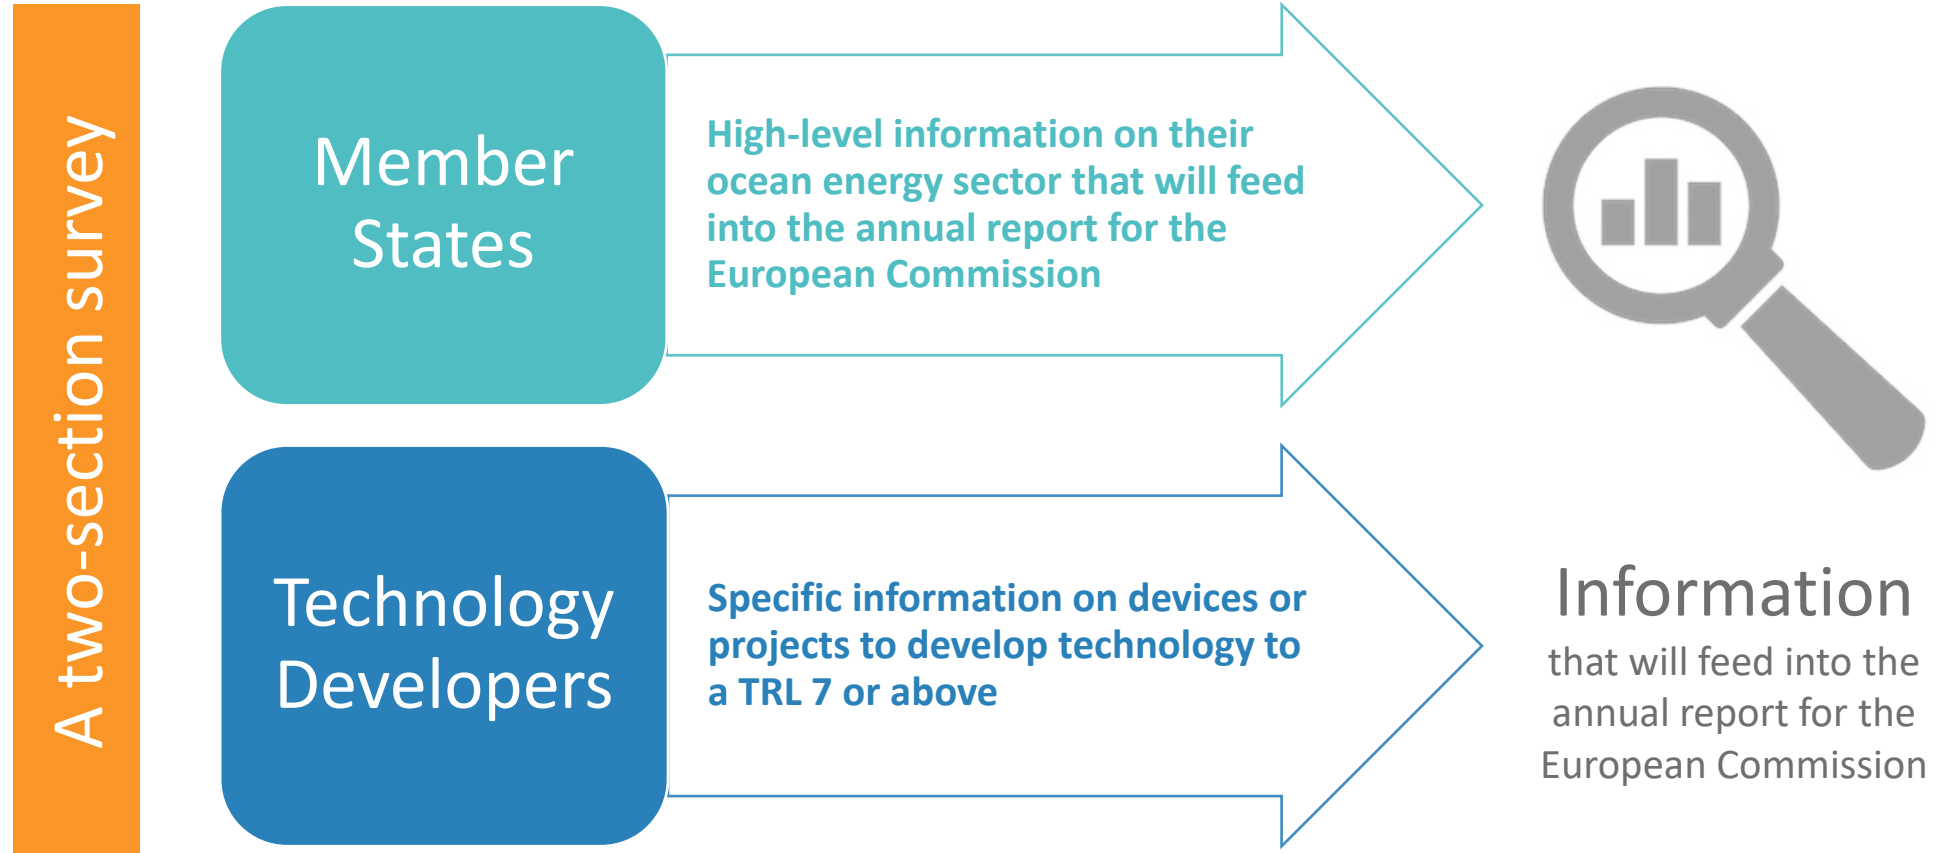 A two-section survey
Member
States
High-level information on their
ocean energy sector that will feed
into the annual report for the
European Commission
Technology
Developers
Specific information on devices or
projects to develop technology to
a TRL 7 or above
Information
that will feed into the
annual report for the
European Commission